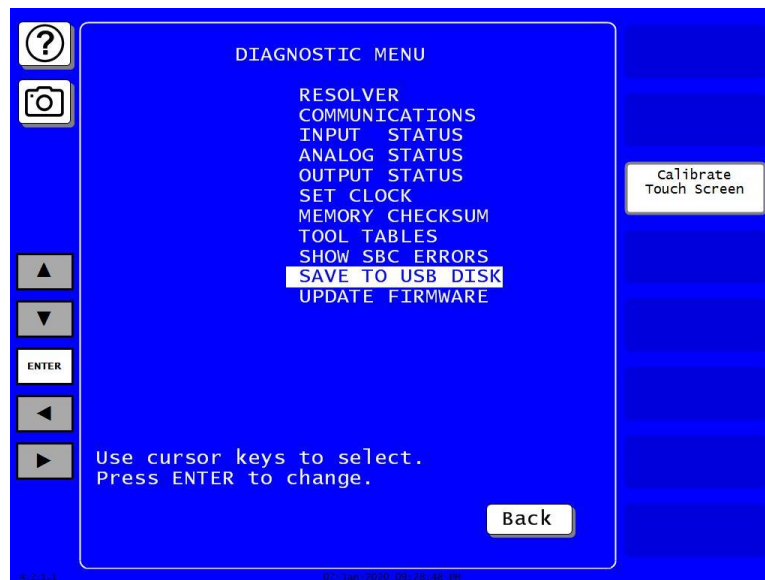 ?
DIAGNOSTIC MENU
RESOLVER
COMMUNICATIONS
INPUT STATUS
ANALOG STATUS
OUTPUT STATUS
SET CLOCK
MEMORY CHECKSUM
TOOL TABLES
SHOW SBC ERRORS
SAVE TO USB DISK
UPDATE FIRMWARE
Calibrate
Touch Screen
ENTER
Use cursor keys to select.
Press ENTER to change.
Back